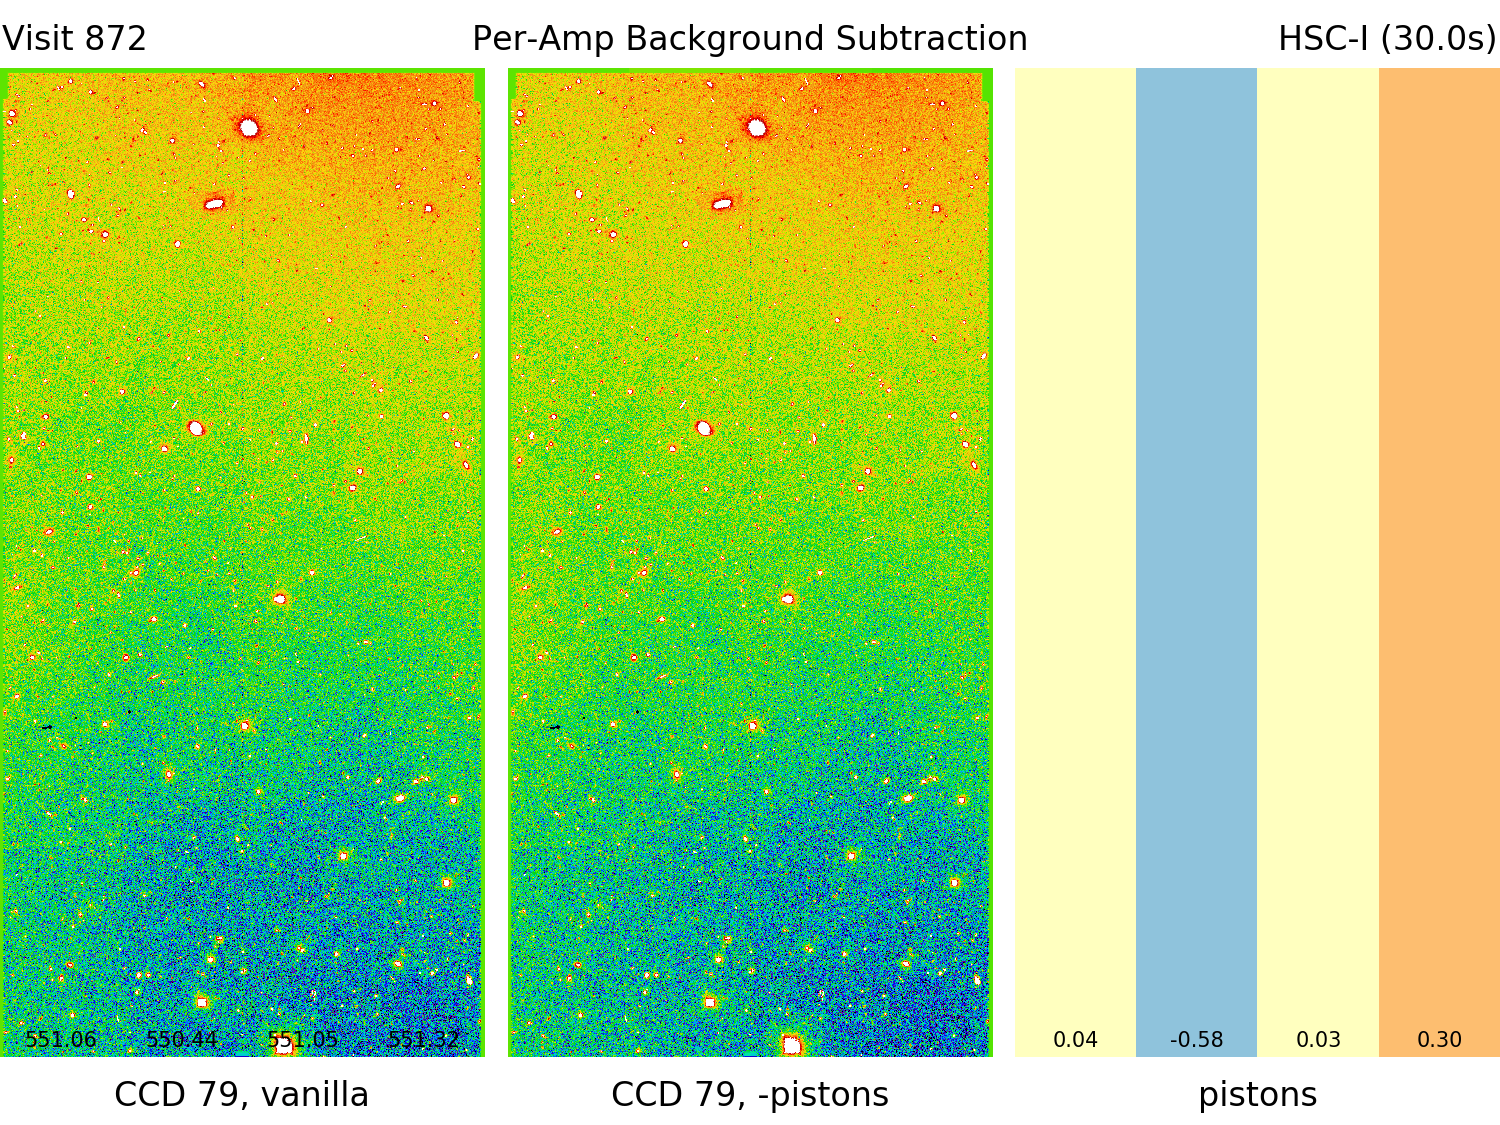 Visit 872 Per-Amp Background Subtraction HSC-I (30.0s)
551.06 550.44 551.05 551.32 0.04 -0.58 0.03 0.30
CCD 79, vanilla CCD 79, -pistons pistons